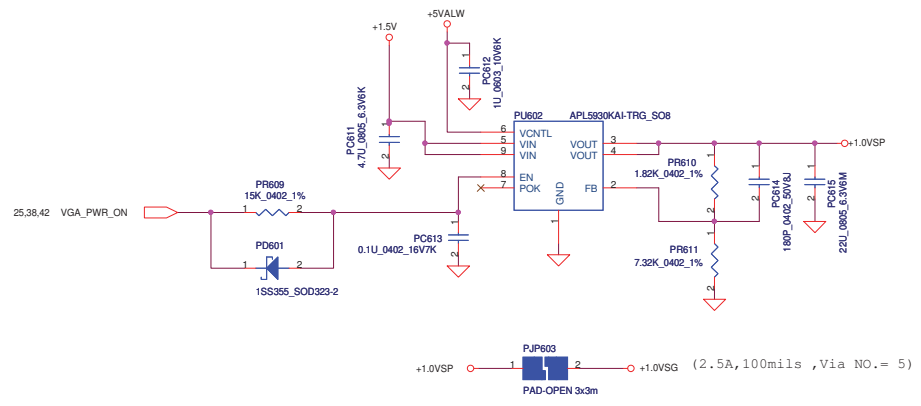 +5VALW
+1.5V
1
2
PC612
1U_0603_10V6K
PU602
APL5930KAI-TRG_SO8
1
2
PC611
4.7U_0805_6.3V6K
6
5
9
VCNTL
VIN
VIN
VOUT
VOUT
3
4
+1.0VSP
8
7
EN
POK
GND
FB
2
1
PR610
1.82K_0402_1%
1
2
1
2
PC614
180P_0402_50V8J
1
2
PC615
22U_0805_6.3V6M
PR609
15K_0402_1%
25,38,42 VGA_PWR_ON
1
2
PD601
1
2
1SS355_SOD323-2
1
2
PC613
0.1U_0402_16V7K
PR611
7.32K_0402_1%
1
2
PJP603
+1.0VSP
1
2
+1.0VSG
(2.5A,100mils ,Via NO.= 5)
PAD-OPEN 3x3m